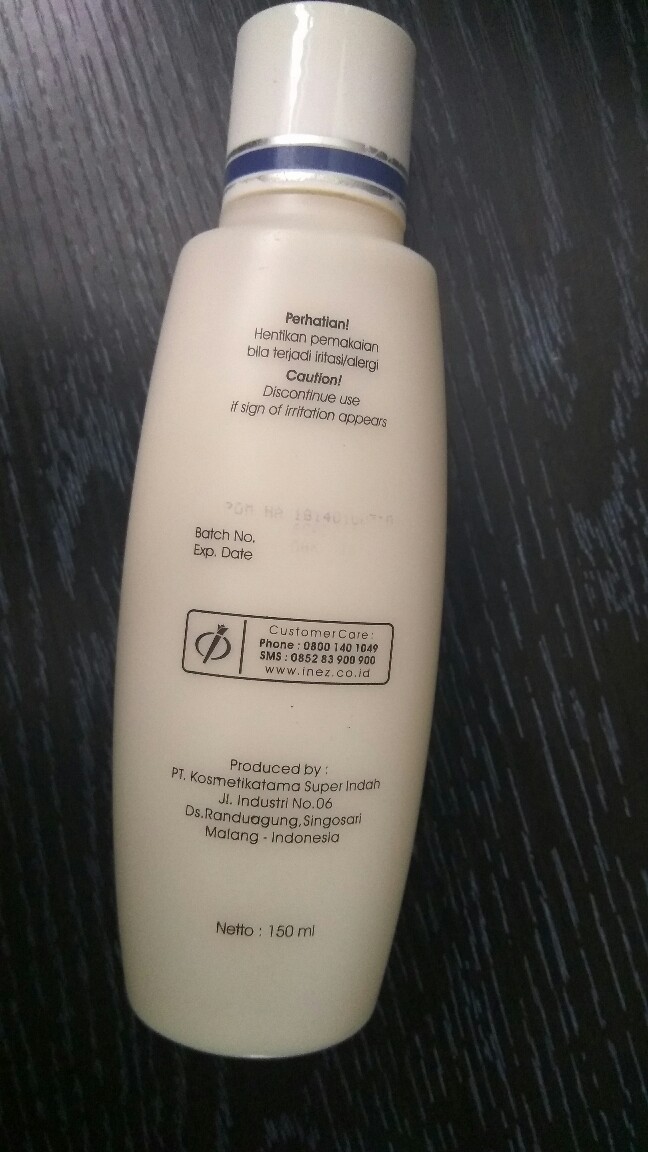 Perhatian!
Hentikan pemakaian
bila terjadi iritasi/alergi
Caution!
Discontinue use
if sign of irritation appears
Batch No.
Exp. Date
CustomerCare:
Phone : 0800 140 1049
SMS : 0852 83 900 900
www.inez.co.id
Produced by :
PT. Kosmetikatama Super Indah
Jl. Industri No.06
Ds.Randuagung,Singosari
Malang - Indonesia
Netto : 150 ml